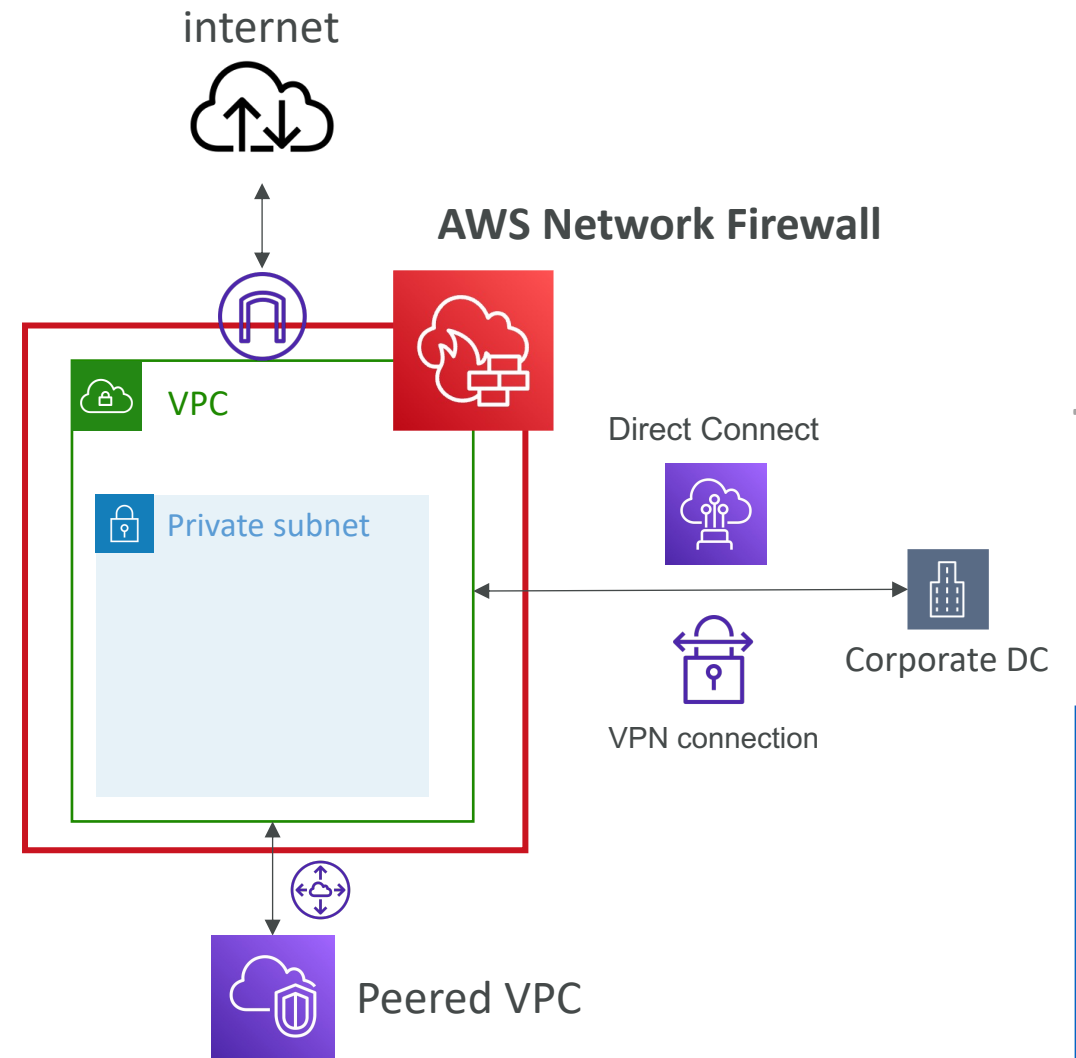 internet
AWS Network Firewall
VPC
Direct Connect
Private subnet
Corporate DC
VPN connection
Peered VPC